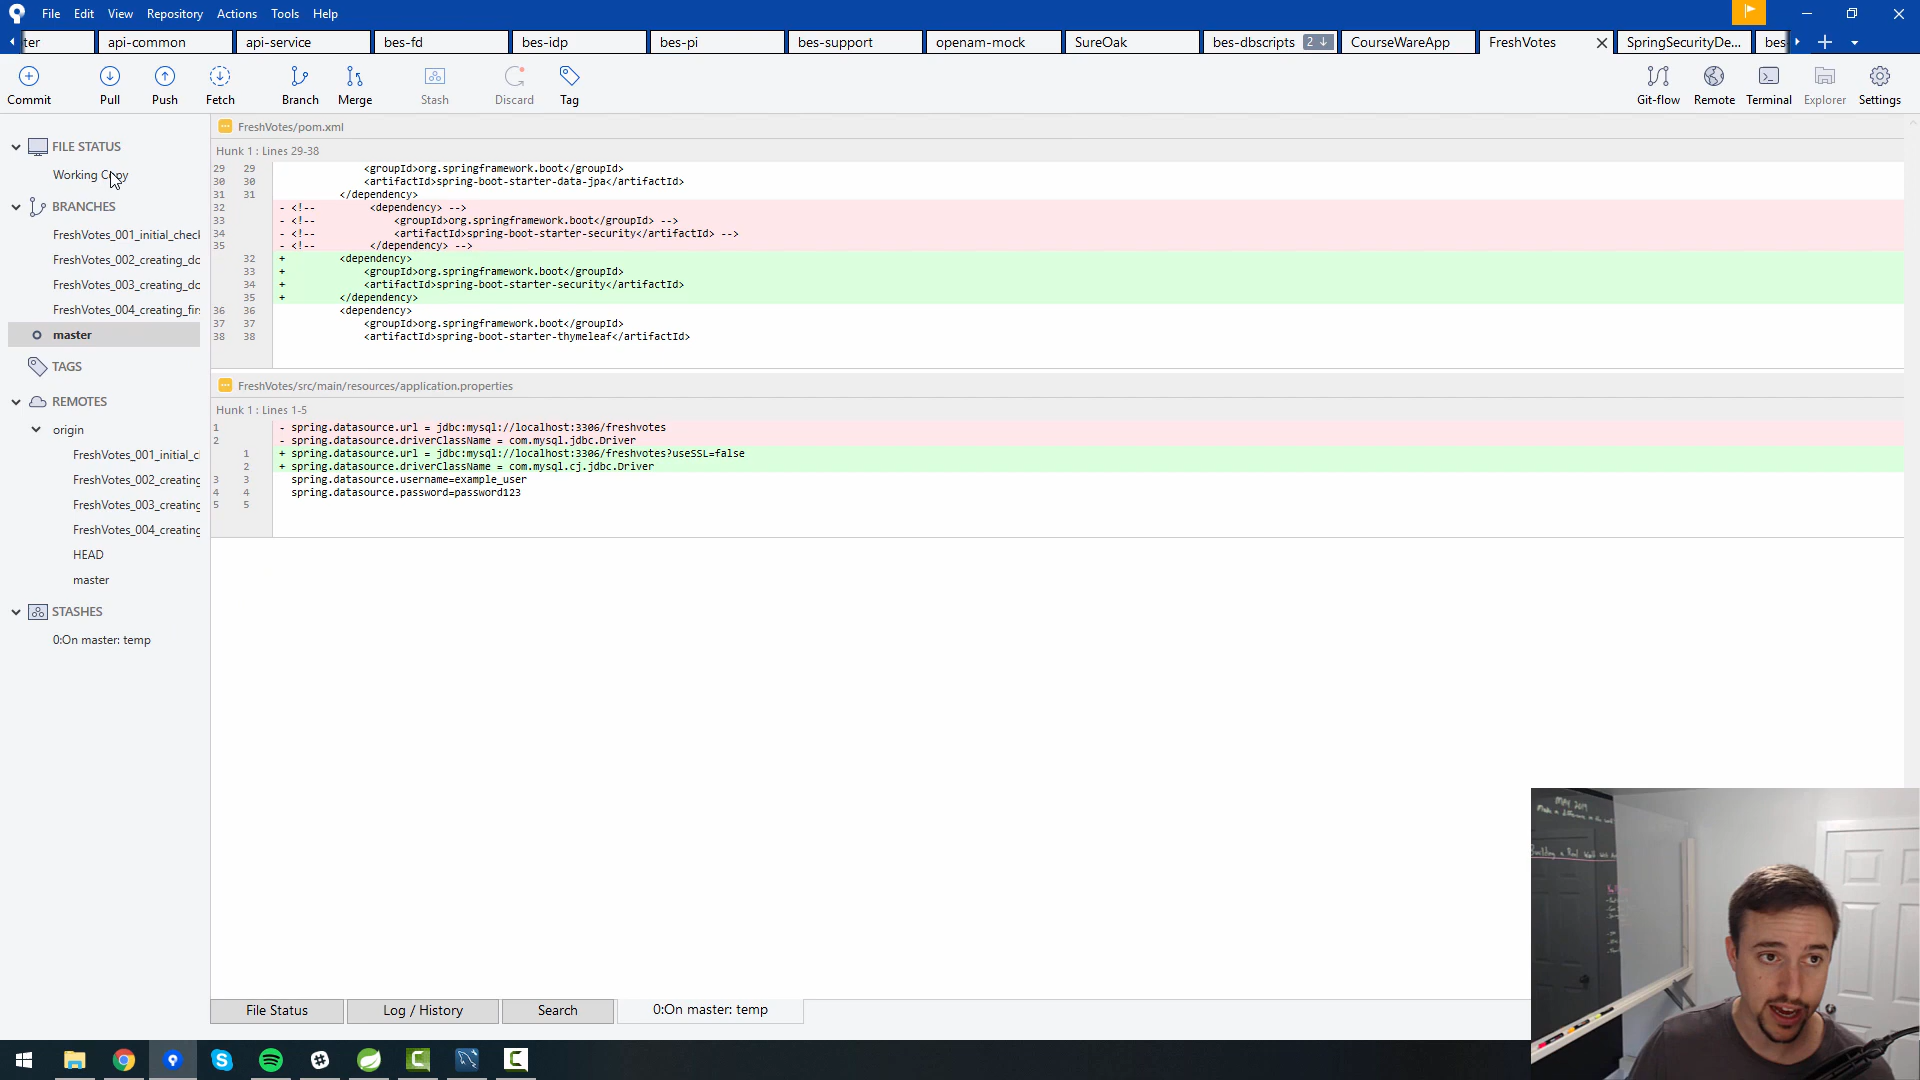 File Edit View Repository Actions Tools Help
ter api-common api-service bes-fd bes-idp bes-pi bes-support openam-mock SureOak bes-dbscripts 2 CourseWareApp FreshVotes SpringSecurityDe... bes
Commit Pull Push Fetch Branch Merge Stash Discard Tag Git-flow Remote Terminal Explorer Settings
FILE STATUS
Working Copy
BRANCHES
FreshVotes_001_initial_check
FreshVotes_002_creating_do
FreshVotes_003_creating_do
FreshVotes_004_creating_firs
master
TAGS
REMOTES
origin
FreshVotes_001_initial_cl
FreshVotes_002_creating
FreshVotes_003_creating
FreshVotes_004_creating
HEAD
master
STASHES
0:On master: temp
FreshVotes/pom.xml
Hunk 1 : Lines 29-38
29 29 <groupId>org.springframework.boot</groupId>
30 30 <artifactId>spring-boot-starter-data-jpa</artifactId>
31 31 </dependency>
32 - <!-- <dependency> -->
33 - <!-- <groupId>org.springframework.boot</groupId> -->
34 - <!-- <artifactId>spring-boot-starter-security</artifactId> -->
35 - <!-- </dependency> -->
32 + <dependency>
33 + <groupId>org.springframework.boot</groupId>
34 + <artifactId>spring-boot-starter-security</artifactId>
35 + </dependency>
36 36 <dependency>
37 37 <groupId>org.springframework.boot</groupId>
38 38 <artifactId>spring-boot-starter-thymeleaf</artifactId>
FreshVotes/src/main/resources/application.properties
Hunk 1 : Lines 1-5
1 - spring.datasource.url = jdbc:mysql://localhost:3306/freshvotes
2 - spring.datasource.driverClassName = com.mysql.jdbc.Driver
1 + spring.datasource.url = jdbc:mysql://localhost:3306/freshvotes?useSSL=false
2 + spring.datasource.driverClassName = com.mysql.cj.jdbc.Driver
3 3 spring.datasource.username=example_user
4 4 spring.datasource.password=password123
5 5
File Status Log / History Search 0:On master: temp
MAY 2019